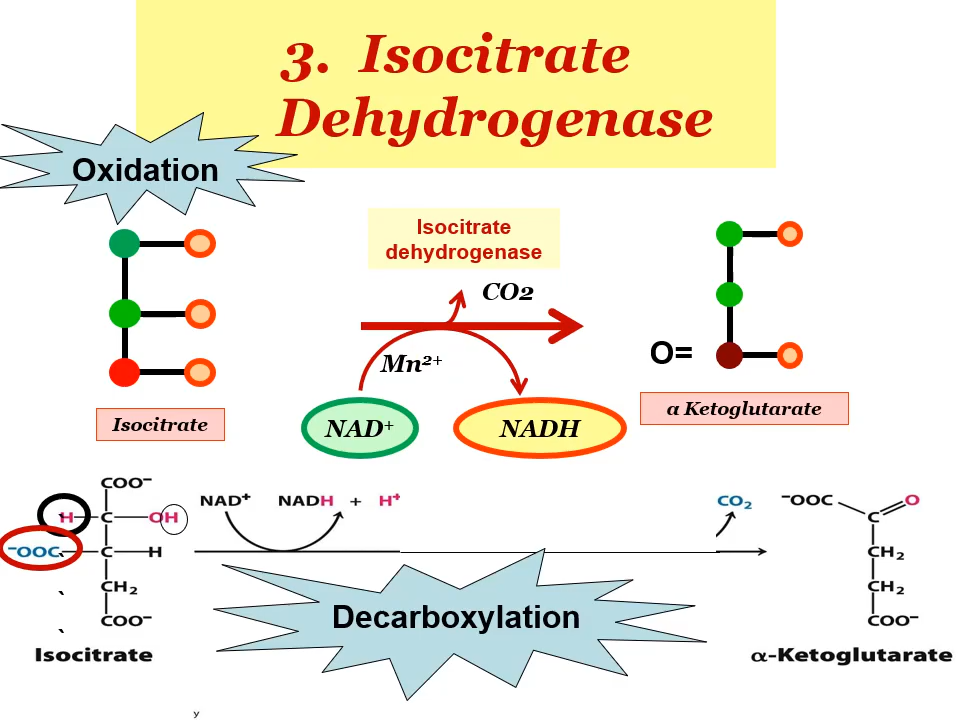 3. Isocitrate
Dehydrogenase
Oxidation
Isocitrate
dehydrogenase
CO2
Mn²⁺
O=
NAD⁺
NADH
Isocitrate
α Ketoglutarate
COO⁻
H C OH
⁻OOC C H
CH₂
COO⁻
Isocitrate
NAD⁺ NADH + H⁺
CO₂
Decarboxylation
⁻OOC O
C
CH₂
CH₂
COO⁻
α-Ketoglutarate
y